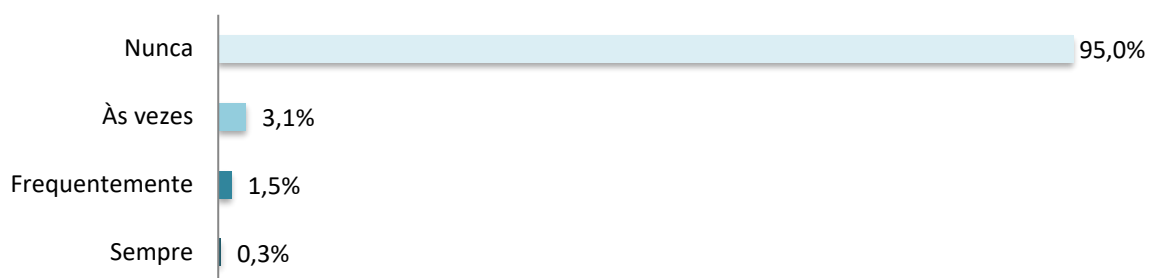 Nunca 95,0%
Às vezes 3,1%
Frequentemente 1,5%
Sempre 0,3%